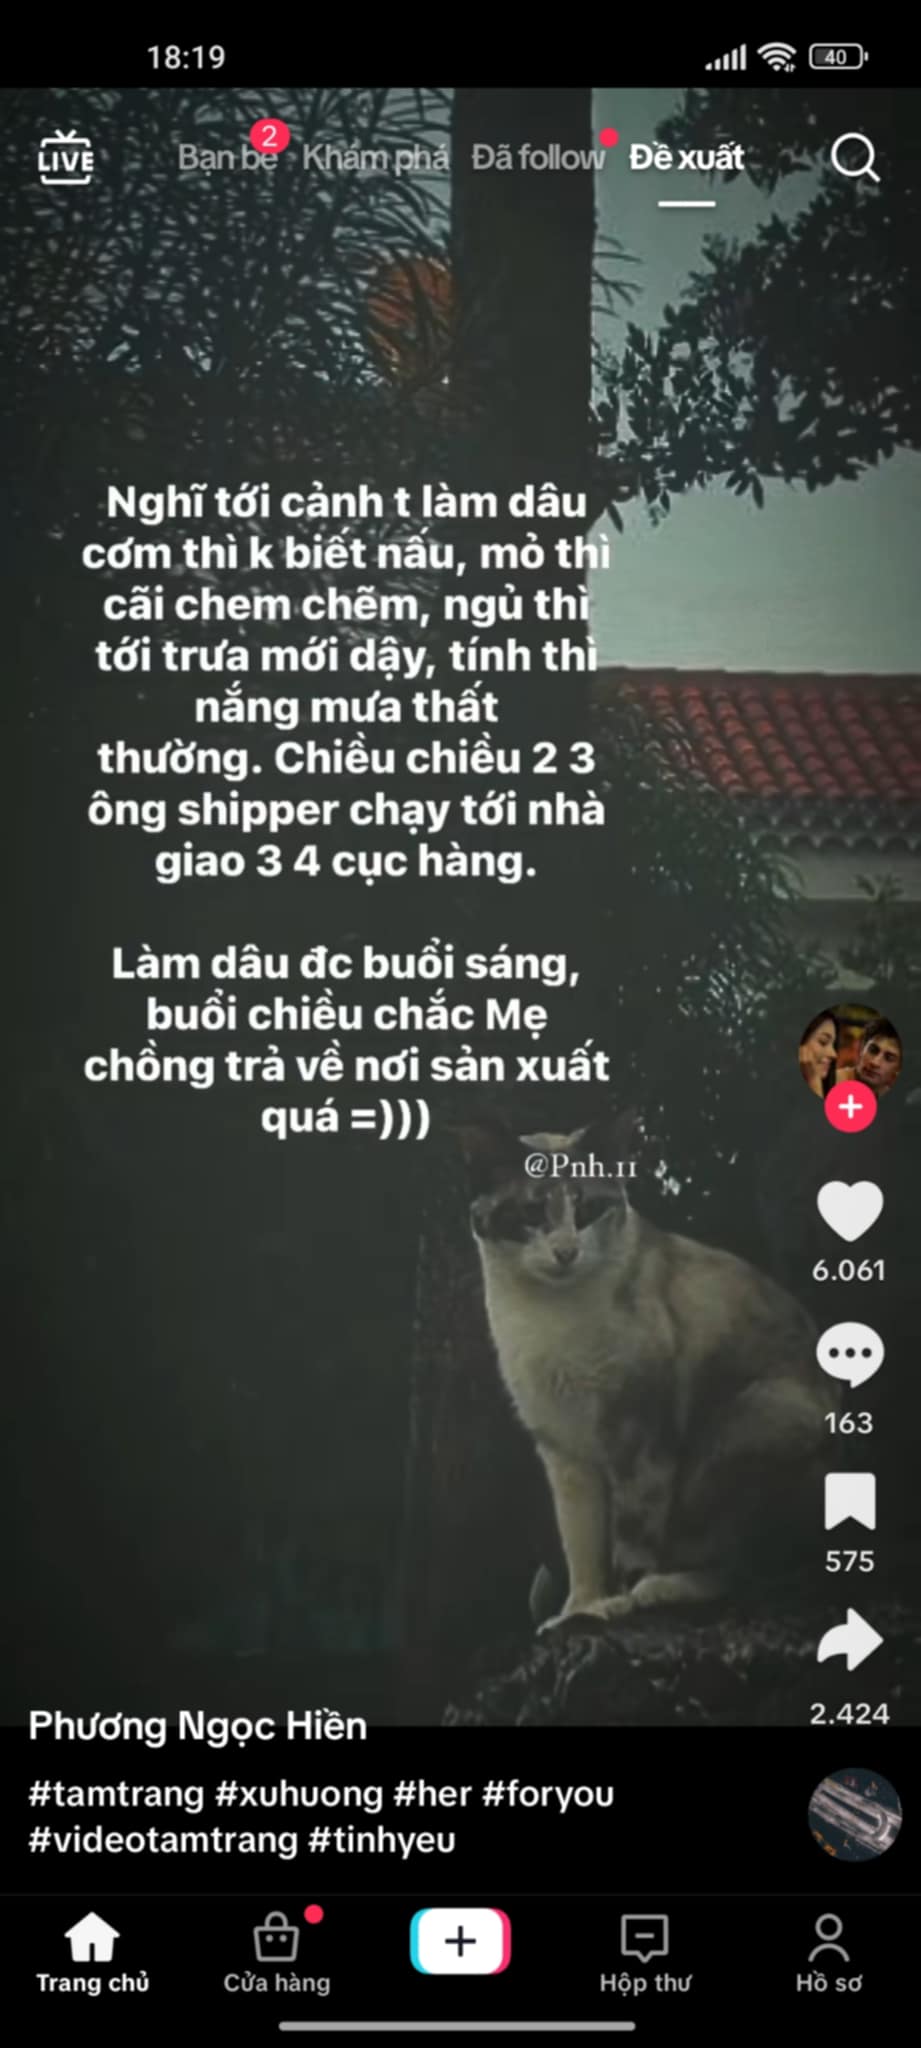 18:19
40
LIVE
Bạn bè 2 Khám phá Đã follow Đề xuất
Nghĩ tới cảnh t làm dâu
cơm thì k biết nấu, mỏ thì
cãi chem chẽm, ngủ thì
tới trưa mới dậy, tính thì
nắng mưa thất
thường. Chiều chiều 2 3
ông shipper chạy tới nhà
giao 3 4 cục hàng.
Làm dâu đc buổi sáng,
buổi chiều chắc Mẹ
chồng trả về nơi sản xuất
quá =)))
@Pnh.11
6.061
163
575
2.424
Phương Ngọc Hiền
#tamtrang #xuhuong #her #foryou
#videotamtrang #tinhyeu
Trang chủ Cửa hàng Hộp thư Hồ sơ